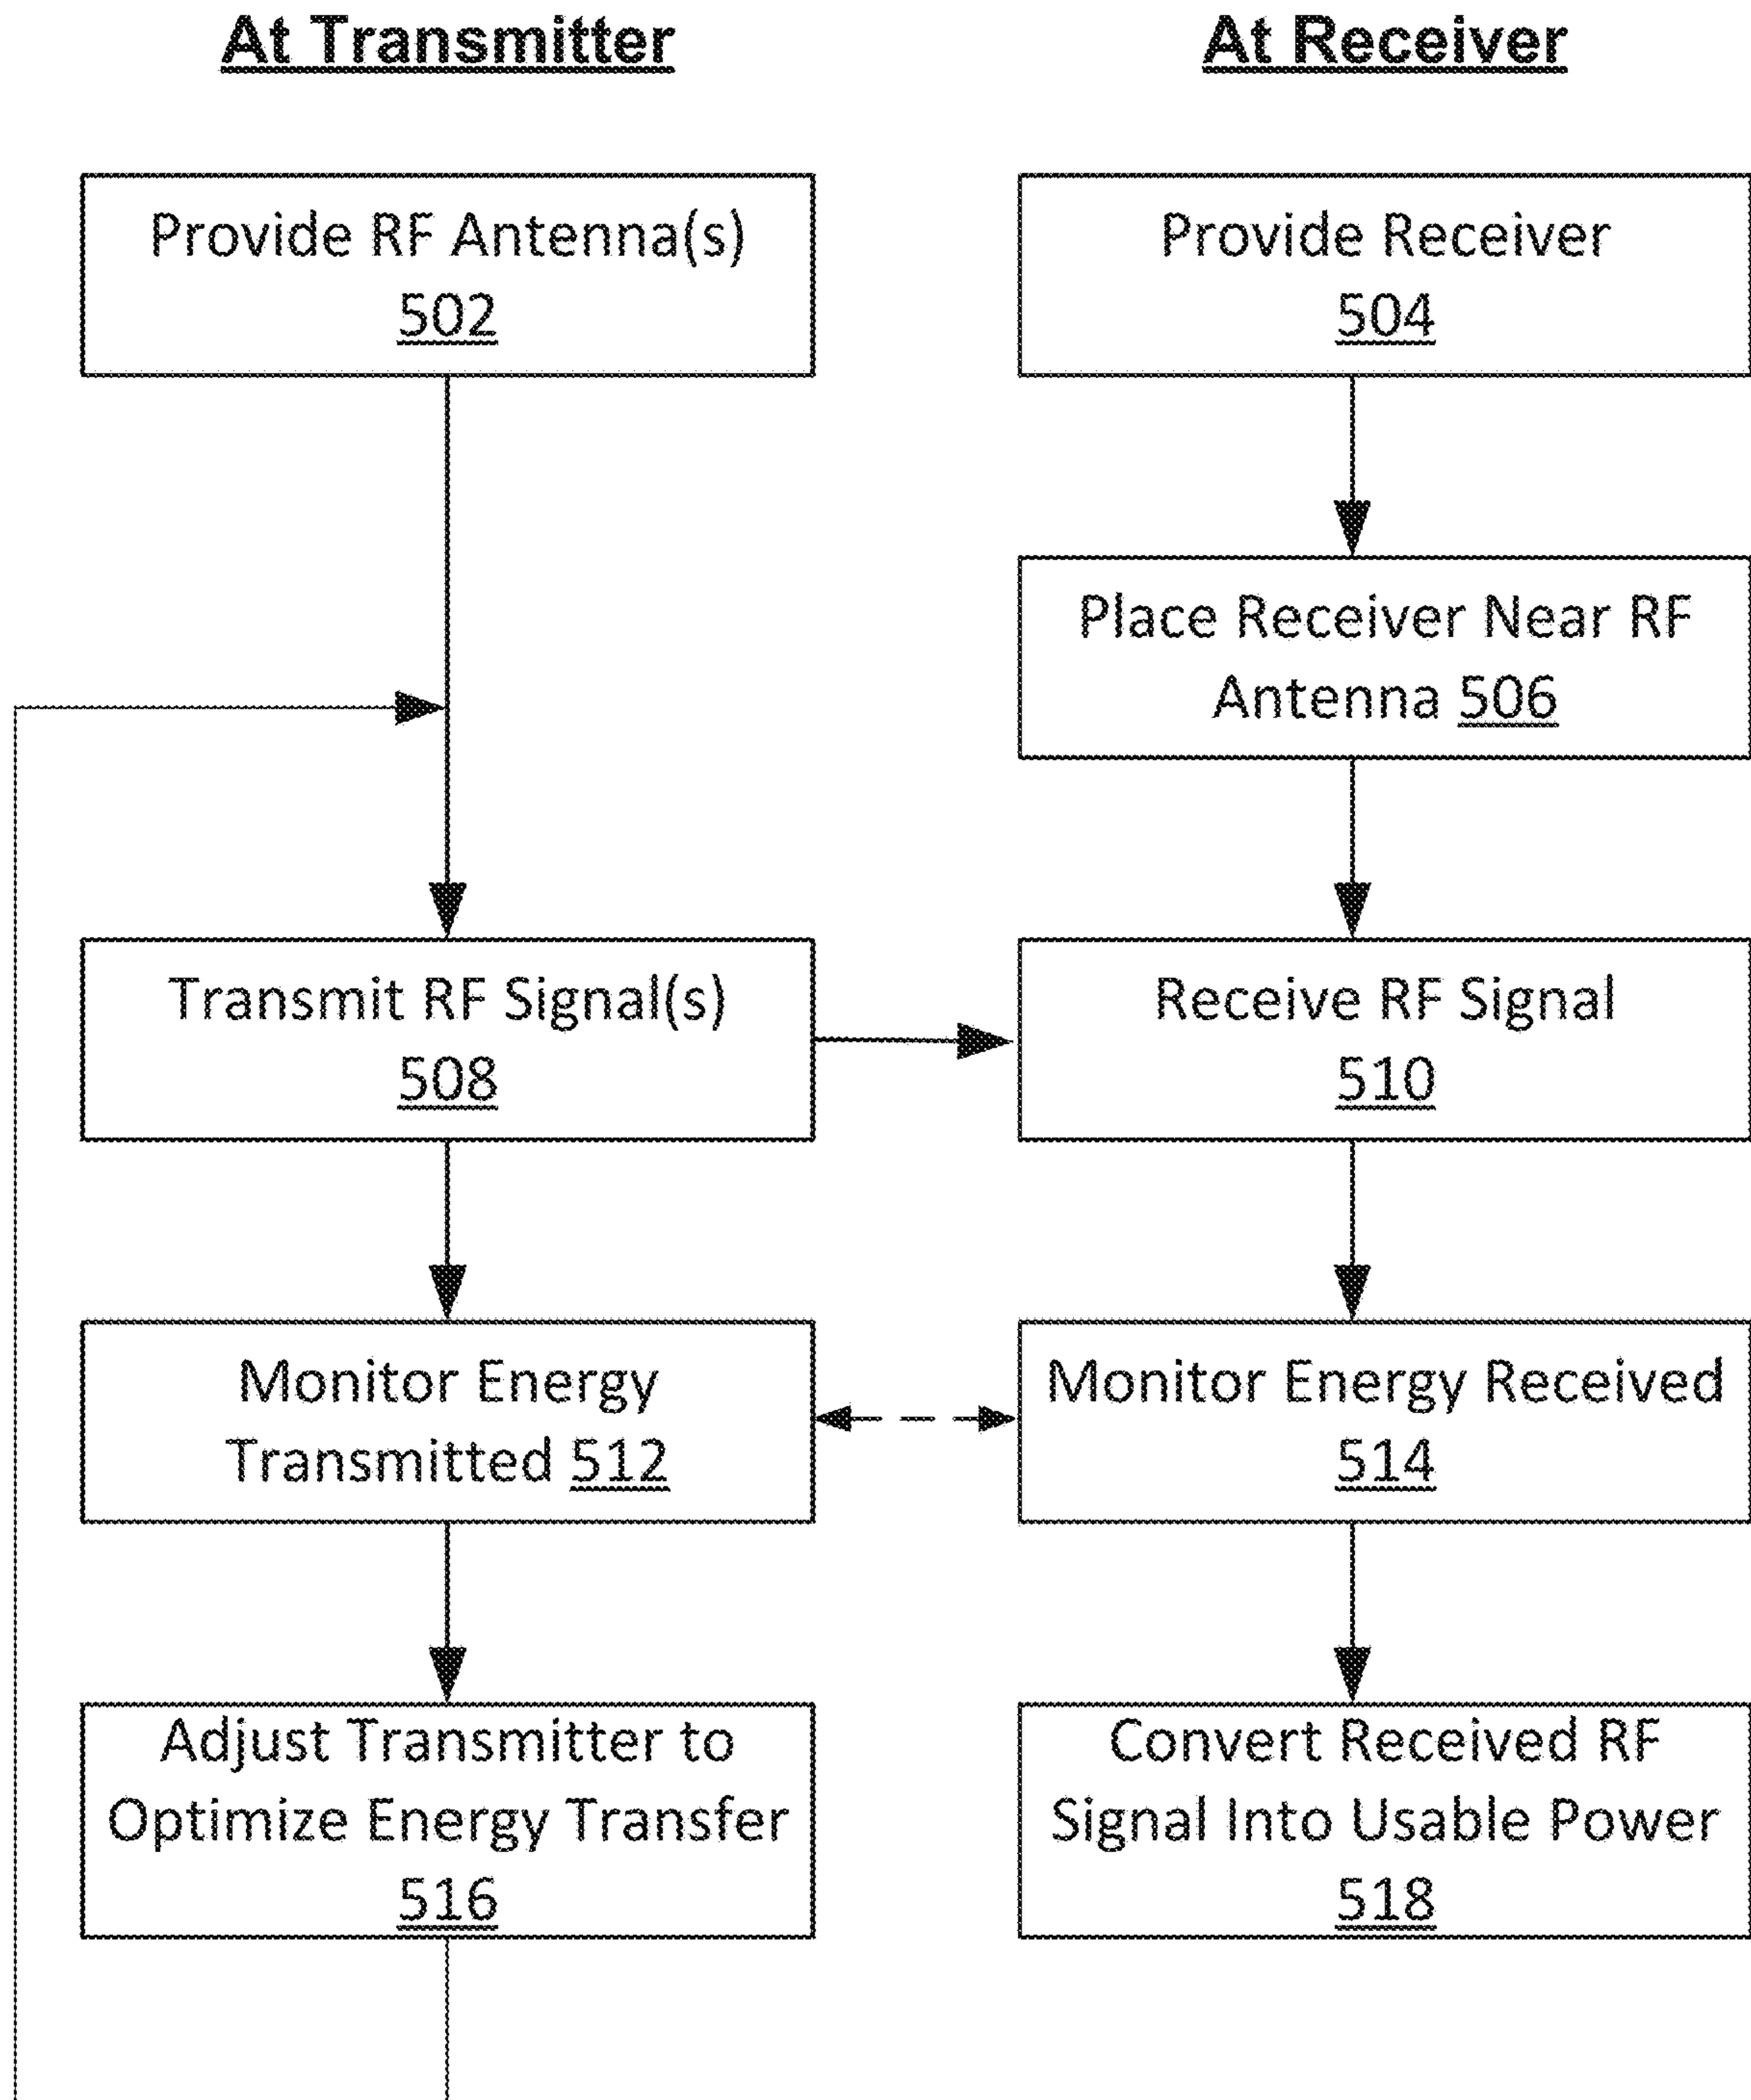 At Transmitter
At Receiver
Provide RF Antenna(s)
502
Provide Receiver
504
Place Receiver Near RF
Antenna 506
Transmit RF Signal(s)
508
Receive RF Signal
510
Monitor Energy
Transmitted 512
Monitor Energy Received
514
Adjust Transmitter to
Optimize Energy Transfer
516
Convert Received RF
Signal Into Usable Power
518